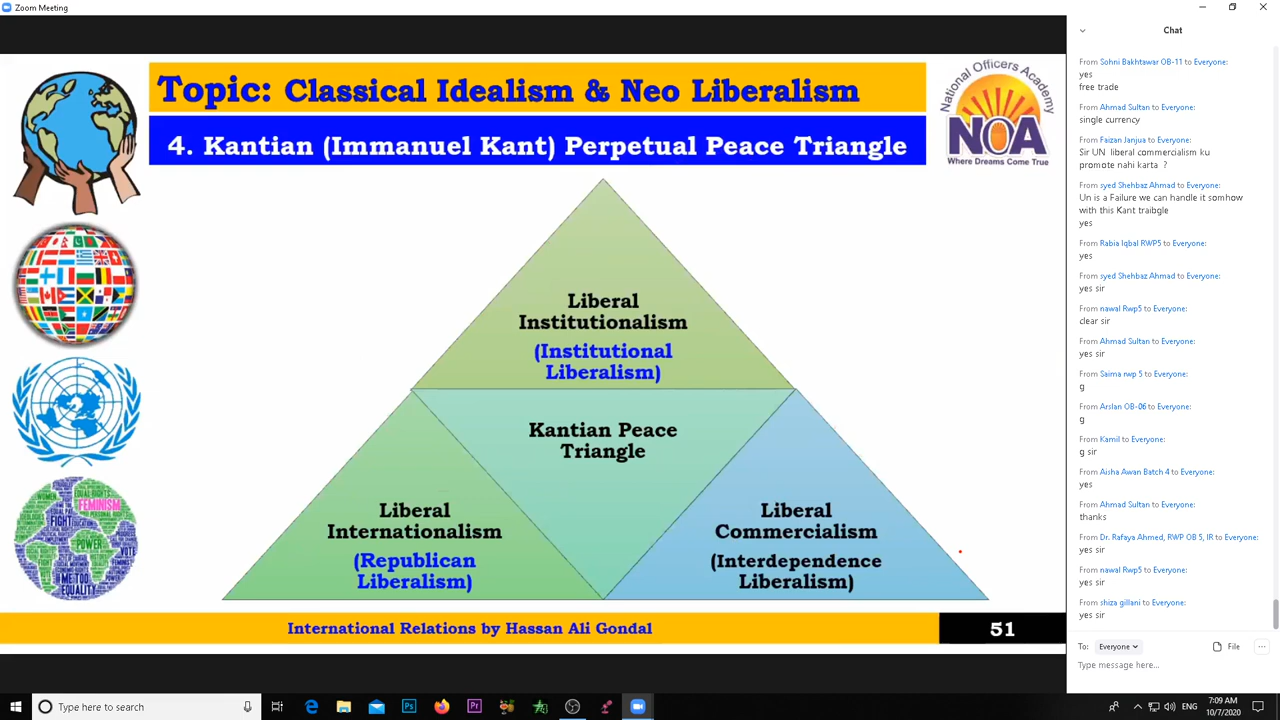 Zoom Meeting
Topic: Classical Idealism & Neo Liberalism
4. Kantian (Immanuel Kant) Perpetual Peace Triangle
National Officers Academy
NOA
Where Dreams Come True
Liberal
Institutionalism
(Institutional
Liberalism)
Kantian Peace
Triangle
Liberal
Internationalism
(Republican
Liberalism)
Liberal
Commercialism
(Interdependence
Liberalism)
FEMINISM
FIGHT
POWER
VOTE
ME TOO
EQUALITY
International Relations by Hassan Ali Gondal
51
Chat
From Sohni Bakhtawar OB-11 to Everyone:
yes
free trade
From Ahmad Sultan to Everyone:
single currency
From Faizan Janjua to Everyone:
Sir UN liberal commercialism ku
promote nahi karta ?
From syed Shehbaz Ahmad to Everyone:
Un is a Failure we can handle it somhow
with this Kant traibgle
yes
From Rabia Iqbal RWP5 to Everyone:
yes
From syed Shehbaz Ahmad to Everyone:
yes sir
From nawal Rwp5 to Everyone:
clear sir
From Ahmad Sultan to Everyone:
yes sir
From Saima rwp 5 to Everyone:
g
From Arslan OB-06 to Everyone:
g
From Kamil to Everyone:
g sir
From Aisha Awan Batch 4 to Everyone:
yes
From Ahmad Sultan to Everyone:
thanks
From Dr. Rafaya Ahmed, RWP OB 5, IR to Everyone:
yes sir
From nawal Rwp5 to Everyone:
yes sir
From shiza gillani to Everyone:
yes sir
To: Everyone
File
Type message here...
Type here to search
Ps
Pr
ENG
7:09 AM
10/7/2020